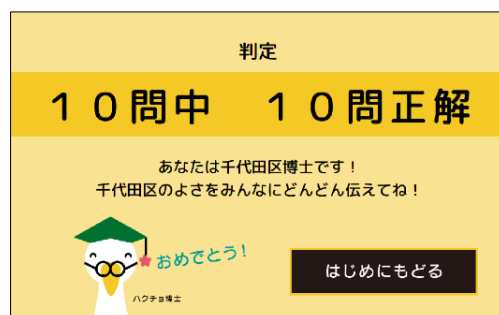 判定
１０問中　１０問正解
あなたは千代田区博士です！
千代田区のよさをみんなにどんどん伝えてね！
おめでとう！
はじめにもどる
ハクチョ博士